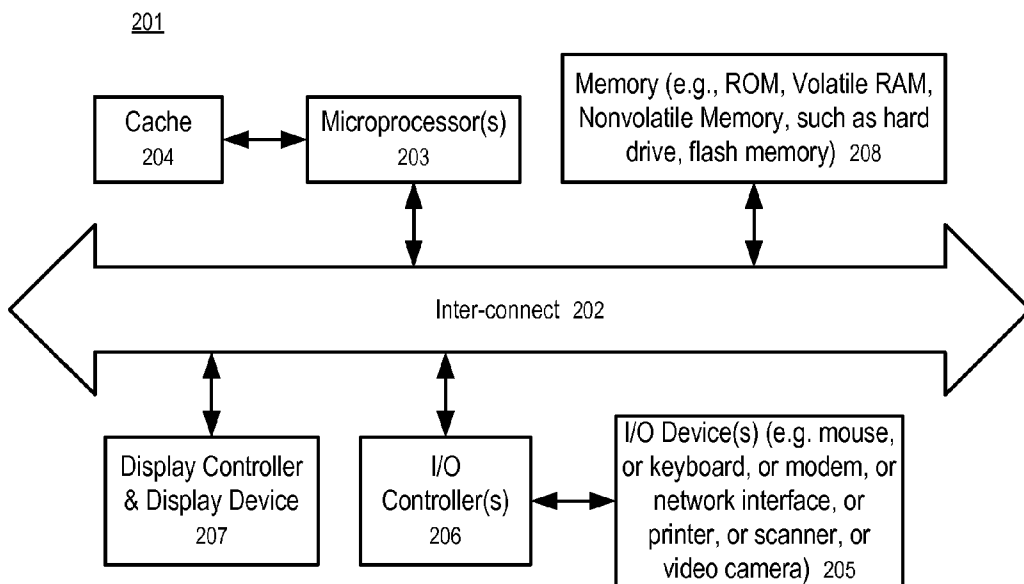 201
Cache
204
Microprocessor(s)
203
Memory (e.g., ROM, Volatile RAM,
Nonvolatile Memory, such as hard
drive, flash memory) 208
Inter-connect 202
Display Controller
& Display Device
207
I/O
Controller(s)
206
I/O Device(s) (e.g. mouse,
or keyboard, or modem, or
network interface, or
printer, or scanner, or
video camera) 205